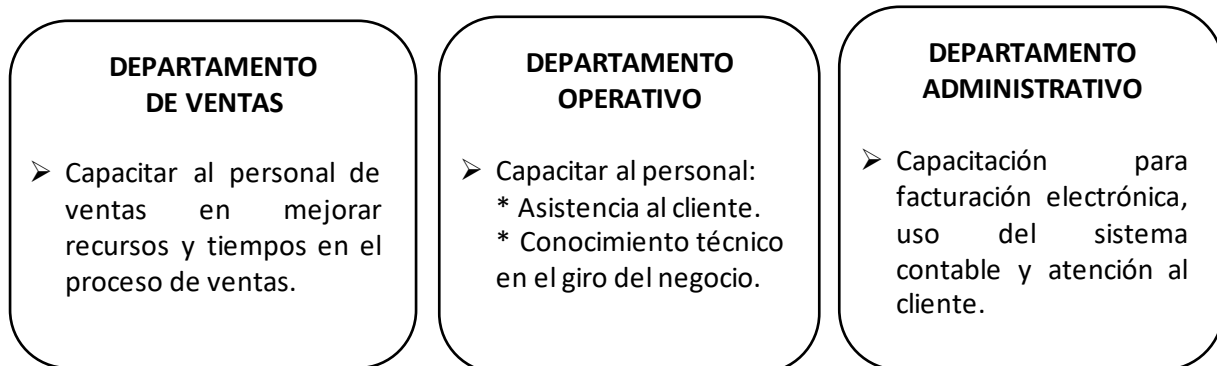 DEPARTAMENTO
DE VENTAS
➢ Capacitar al personal de
ventas en mejorar
recursos y tiempos en el
proceso de ventas.
DEPARTAMENTO
OPERATIVO
➢ Capacitar al personal:
* Asistencia al cliente.
* Conocimiento técnico
en el giro del negocio.
DEPARTAMENTO
ADMINISTRATIVO
➢ Capacitación para
facturación electrónica,
uso del sistema
contable y atención al
cliente.